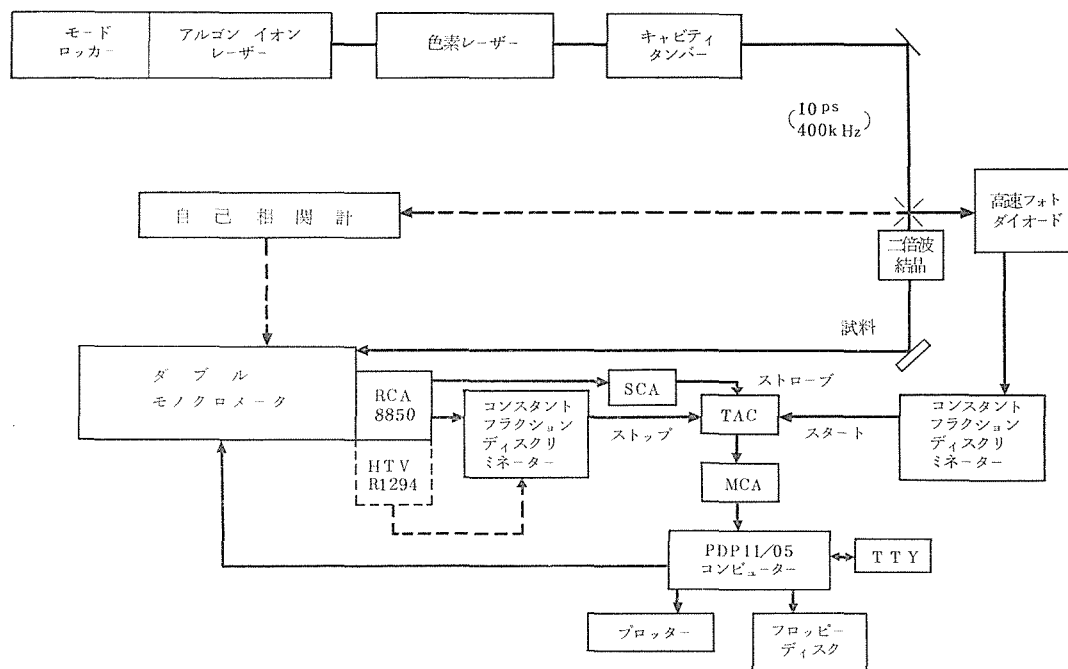 モード
ロッカー
アルゴン イオン
レーザー
色素レーザー
キャビティ
タンバー
(10 ps
400kHz)
自己相関計
高速フォト
ダイオード
二倍波
結晶
試料
ダブル
モノクロメータ
RCA
8850
HTV
R1294
コンスタント
フラクション
ディスクリ
ミネーター
SCA
ストローブ
ストップ
TAC
スタート
コンスタント
フラクション
ディスクリ
ミネーター
MCA
PDP11/05
コンピューター
TTY
プロッター
フロッピー
ディスク